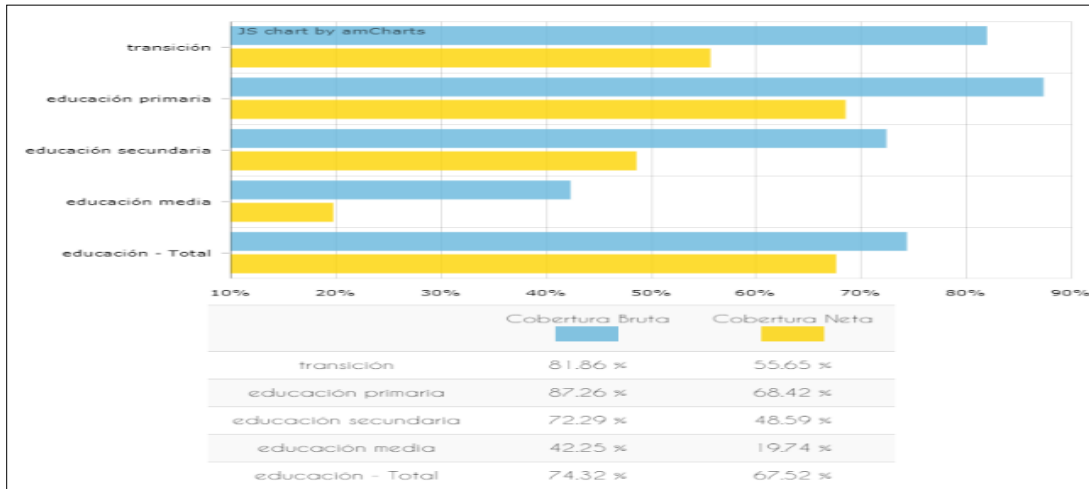 JS chart by amCharts
transición
educación primaria
educación secundaria
educación media
educación - Total
10% 20% 30% 40% 50% 60% 70% 80% 90%
Cobertura Bruta Cobertura Neta
transición 81.86 % 55.65 %
educación primaria 87.26 % 68.42 %
educación secundaria 72.29 % 48.59 %
educación media 42.25 % 19.74 %
educación - Total 74.32 % 67.52 %